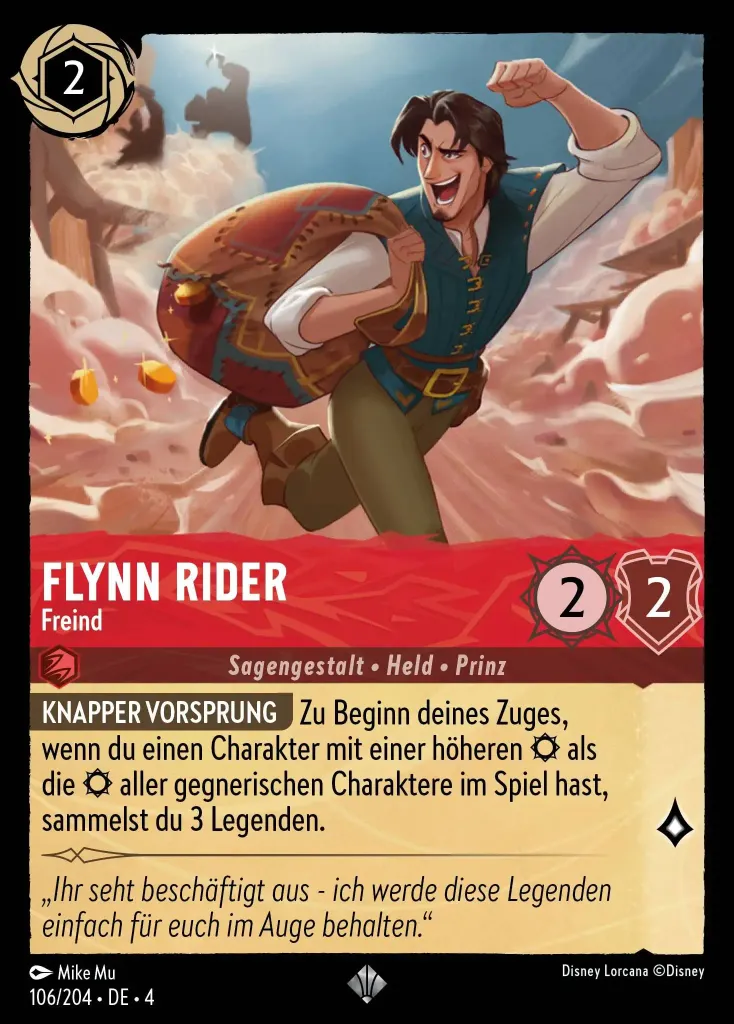 2
FLYNN RIDER
Freind
2 2
Sagengestalt • Held • Prinz
KNAPPER VORSPRUNG Zu Beginn deines Zuges,
wenn du einen Charakter mit einer höheren als
die aller gegnerischen Charaktere im Spiel hast,
sammelst du 3 Legenden.
„Ihr seht beschäftigt aus - ich werde diese Legenden
einfach für euch im Auge behalten.“
Mike Mu
Disney Lorcana ©Disney
106/204 • DE • 4